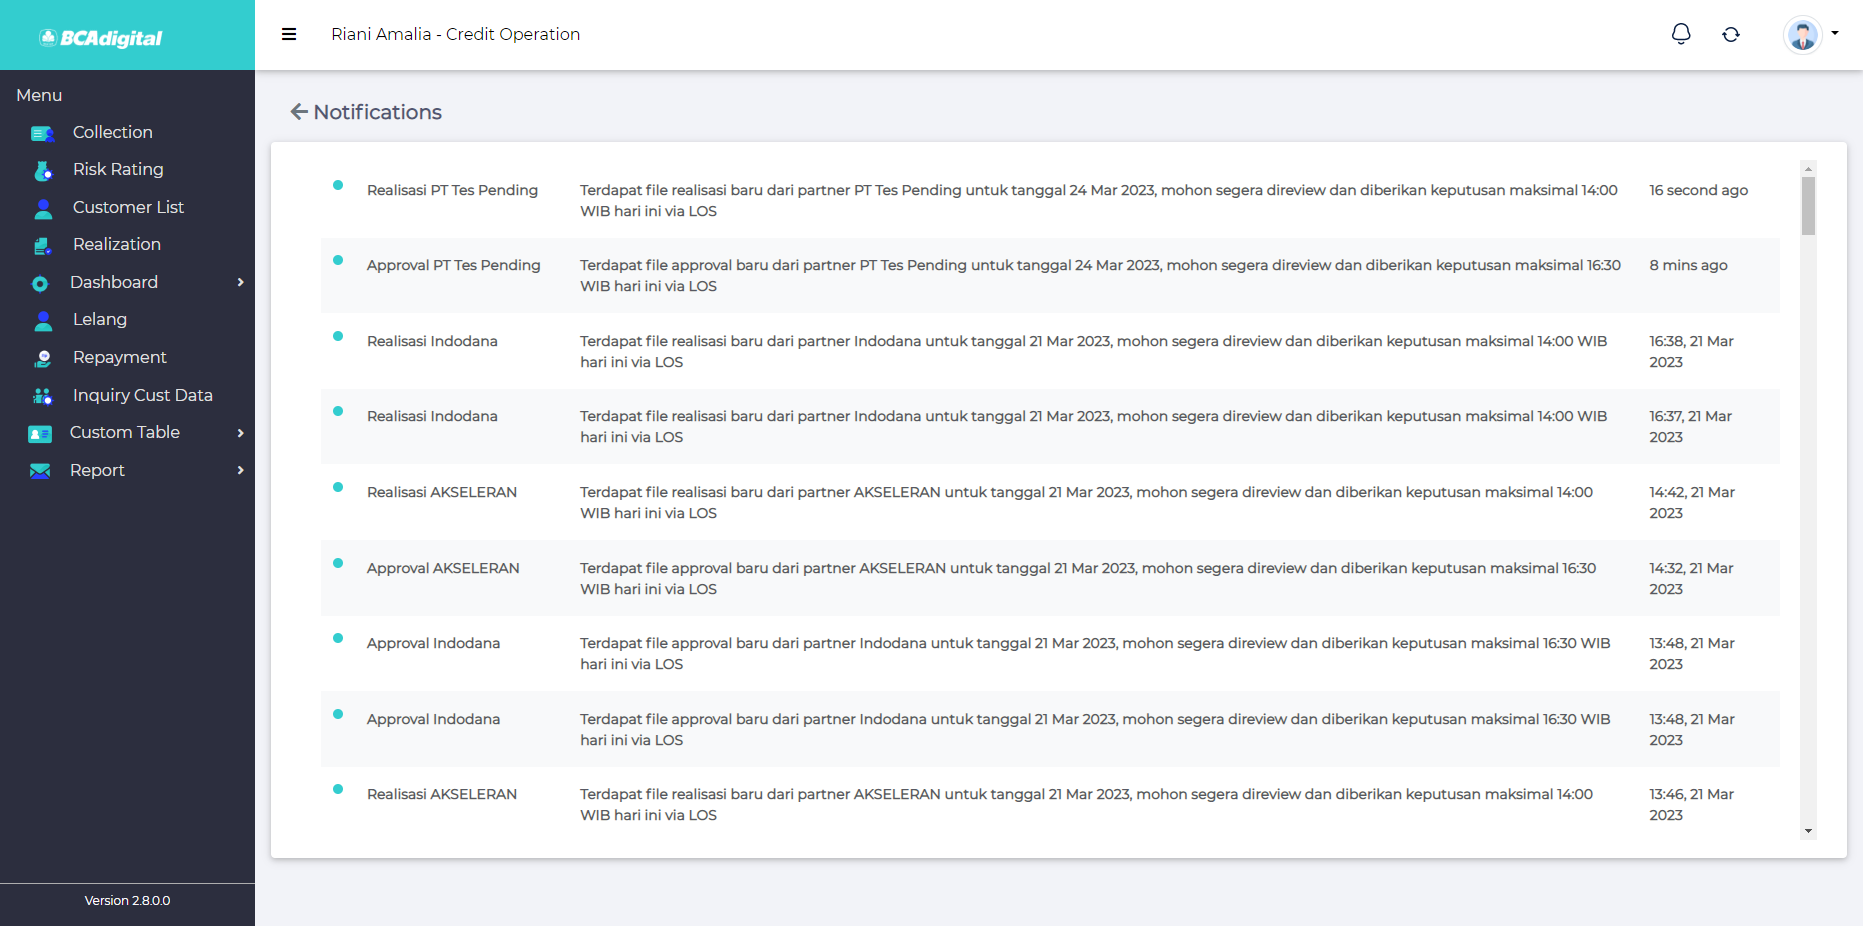 BCAdigital
Riani Amalia - Credit Operation
Menu
Collection
Risk Rating
Customer List
Realization
Dashboard
Lelang
Repayment
Inquiry Cust Data
Custom Table
Report
Version 2.8.0.0
Notifications
Realisasi PT Tes Pending
Terdapat file realisasi baru dari partner PT Tes Pending untuk tanggal 24 Mar 2023, mohon segera direview dan diberikan keputusan maksimal 14:00
WIB hari ini via LOS
16 second ago
Approval PT Tes Pending
Terdapat file approval baru dari partner PT Tes Pending untuk tanggal 24 Mar 2023, mohon segera direview dan diberikan keputusan maksimal 16:30
WIB hari ini via LOS
8 mins ago
Realisasi Indodana
Terdapat file realisasi baru dari partner Indodana untuk tanggal 21 Mar 2023, mohon segera direview dan diberikan keputusan maksimal 14:00 WIB
hari ini via LOS
16:38, 21 Mar
2023
Realisasi Indodana
Terdapat file realisasi baru dari partner Indodana untuk tanggal 21 Mar 2023, mohon segera direview dan diberikan keputusan maksimal 14:00 WIB
hari ini via LOS
16:37, 21 Mar
2023
Realisasi AKSELERAN
Terdapat file realisasi baru dari partner AKSELERAN untuk tanggal 21 Mar 2023, mohon segera direview dan diberikan keputusan maksimal 14:00
WIB hari ini via LOS
14:42, 21 Mar
2023
Approval AKSELERAN
Terdapat file approval baru dari partner AKSELERAN untuk tanggal 21 Mar 2023, mohon segera direview dan diberikan keputusan maksimal 16:30
WIB hari ini via LOS
14:32, 21 Mar
2023
Approval Indodana
Terdapat file approval baru dari partner Indodana untuk tanggal 21 Mar 2023, mohon segera direview dan diberikan keputusan maksimal 16:30 WIB
hari ini via LOS
13:48, 21 Mar
2023
Approval Indodana
Terdapat file approval baru dari partner Indodana untuk tanggal 21 Mar 2023, mohon segera direview dan diberikan keputusan maksimal 16:30 WIB
hari ini via LOS
13:48, 21 Mar
2023
Realisasi AKSELERAN
Terdapat file realisasi baru dari partner AKSELERAN untuk tanggal 21 Mar 2023, mohon segera direview dan diberikan keputusan maksimal 14:00
WIB hari ini via LOS
13:46, 21 Mar
2023